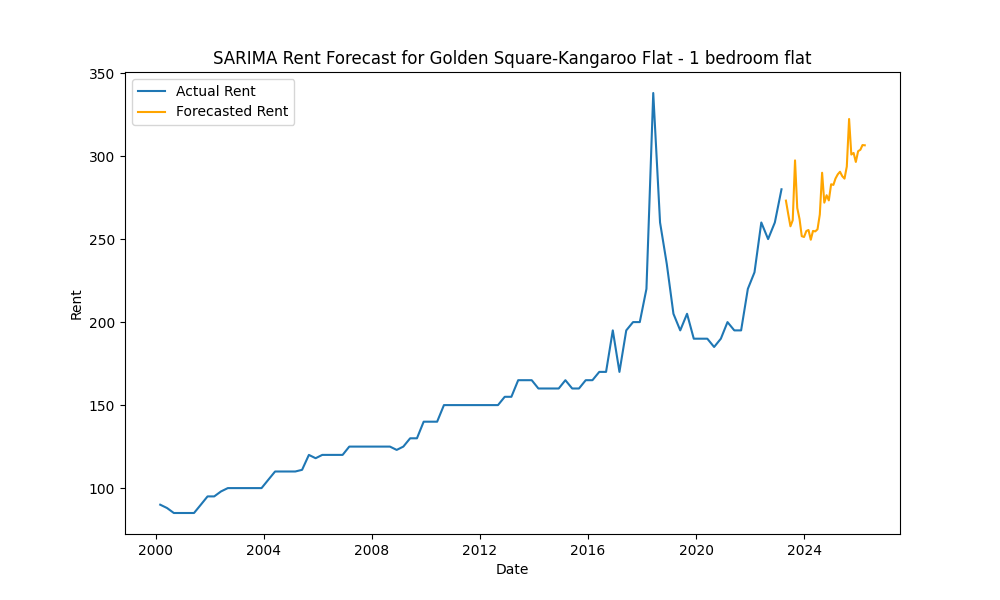 SARIMA Rent Forecast for Golden Square-Kangaroo Flat - 1 bedroom flat
Actual Rent
Forecasted Rent
350
300
250
200
150
100
Rent
2000 2004 2008 2012 2016 2020 2024
Date